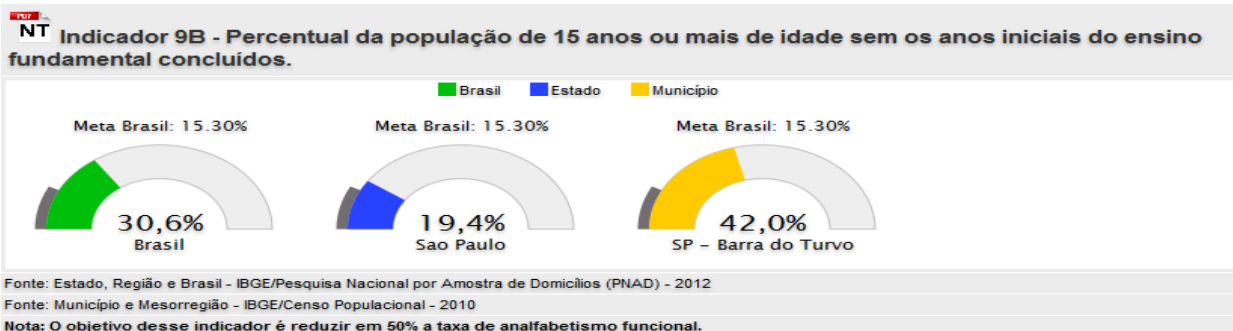 PDF
NT Indicador 9B - Percentual da população de 15 anos ou mais de idade sem os anos iniciais do ensino
fundamental concluídos.
Brasil Estado Município
Meta Brasil: 15.30% Meta Brasil: 15.30% Meta Brasil: 15.30%
30,6% 19,4% 42,0%
Brasil Sao Paulo SP - Barra do Turvo
Fonte: Estado, Região e Brasil - IBGE/Pesquisa Nacional por Amostra de Domicílios (PNAD) - 2012
Fonte: Município e Mesorregião - IBGE/Censo Populacional - 2010
Nota: O objetivo desse indicador é reduzir em 50% a taxa de analfabetismo funcional.